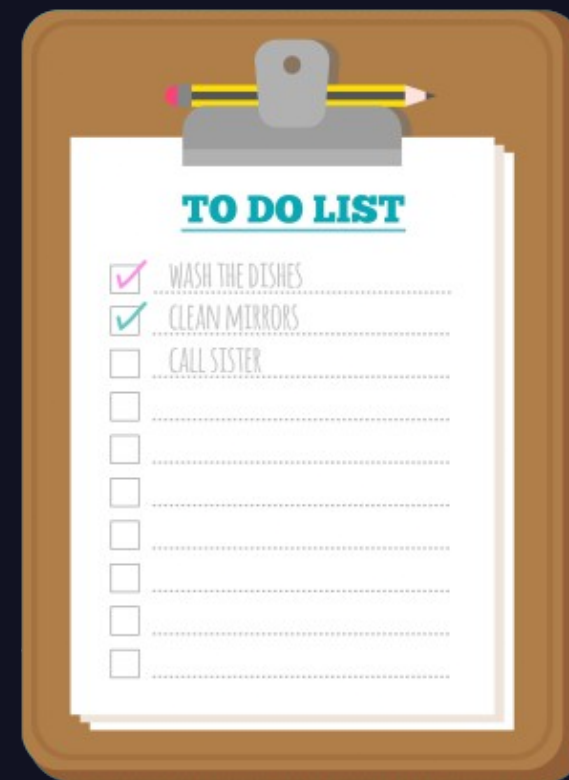 TO DO LIST
WASH THE DISHES
CLEAN MIRRORS
CALL SISTER